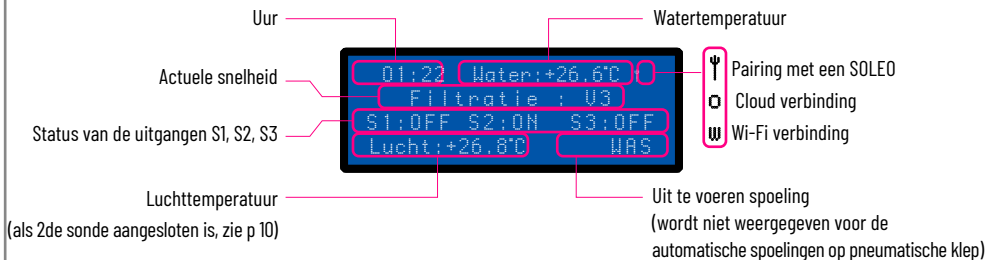 Uur
Watertemperatuur
Actuele snelheid
Status van de uitgangen S1, S2, S3
01:22 Water:+26.6°C
Filtratie : V3
S1:OFF S2:ON S3:OFF
Lucht:+26.8°C WAS
Pairing met een SOLEO
O Cloud verbinding
W Wi-Fi verbinding
Luchttemperatuur
(als 2de sonde aangesloten is, zie p 10)
Uit te voeren spoeling
(wordt niet weergegeven voor de
automatische spoelingen op pneumatische klep)